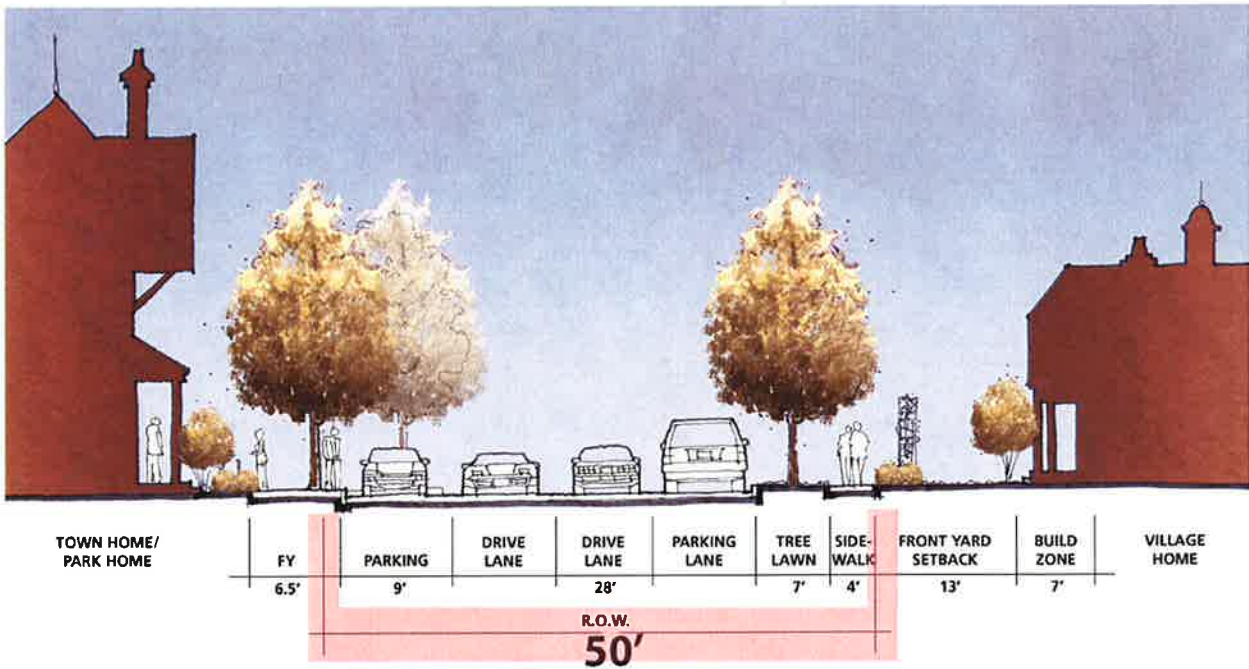 TOWN HOME/
PARK HOME
FY
PARKING
DRIVE
LANE
DRIVE
LANE
PARKING
LANE
TREE
LAWN
SIDE-
WALK
FRONT YARD
SETBACK
BUILD
ZONE
VILLAGE
HOME
6.5'
9'
28'
7'
4'
13'
7'
R.O.W.
50'